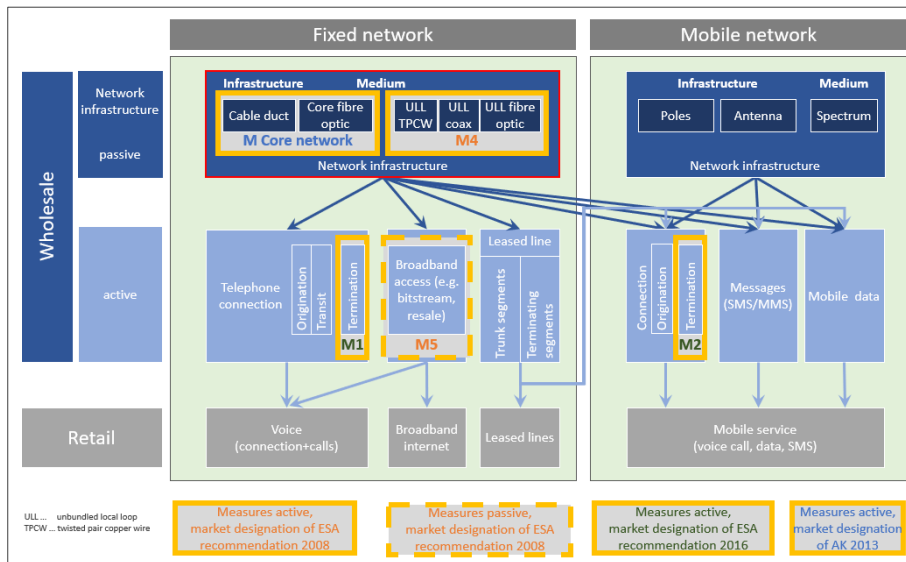 Fixed network
Mobile network
Wholesale
Network
infrastructure
passive
Infrastructure
Medium
Cable duct
Core fibre
optic
M Core network
ULL
TPCW
ULL
coax
ULL fibre
optic
M4
Network infrastructure
Infrastructure
Medium
Poles
Antenna
Spectrum
Network infrastructure
active
Telephone
connection
Origination
Transit
Termination
M1
Broadband
access (e.g.
bitstream,
resale)
M5
Leased line
Trunk segments
Terminating
segments
Connection
Origination
Termination
M2
Messages
(SMS/MMS)
Mobile data
Retail
Voice
(connection+calls)
Broadband
internet
Leased lines
Mobile service
(voice call, data, SMS)
ULL ... unbundled local loop
TPCW ... twisted pair copper wire
Measures active,
market designation of ESA
recommendation 2008
Measures passive,
market designation of ESA
recommendation 2008
Measures active,
market designation of ESA
recommendation 2016
Measures active,
market designation
of AK 2013